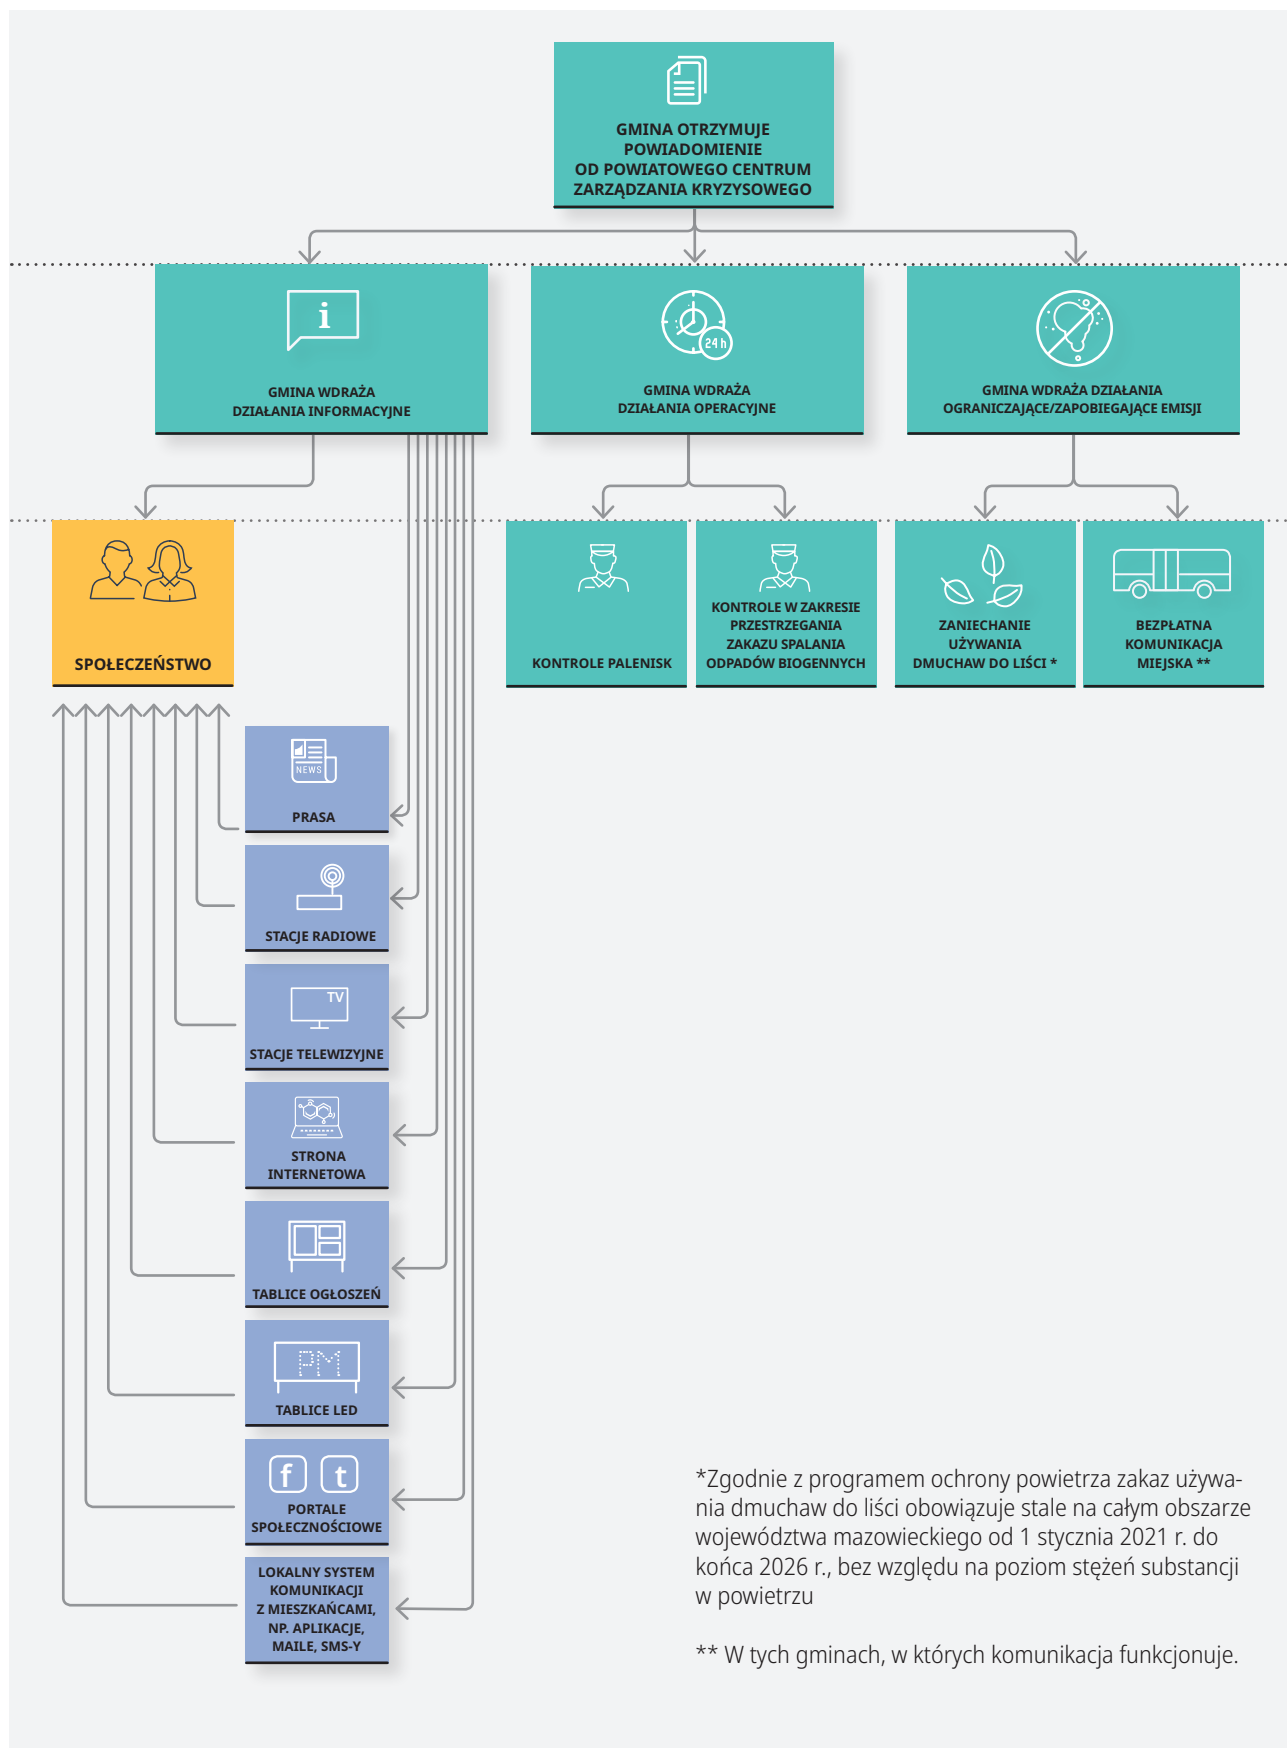 GMINA OTRZYMUJE
POWIADOMIENIE
OD POWIATOWEGO CENTRUM
ZARZĄDZANIA KRYZYSOWEGO
i
GMINA WDRAŻA
DZIAŁANIA INFORMACYJNE
24 h
GMINA WDRAŻA
DZIAŁANIA OPERACYJNE
GMINA WDRAŻA DZIAŁANIA
OGRANICZAJĄCE/ZAPOBIEGAJĄCE EMISJI
SPOŁECZEŃSTWO
KONTROLE PALENISK
KONTROLE W ZAKRESIE
PRZESTRZEGANIA
ZAKAZU SPALANIA
ODPADÓW BIOGENNYCH
ZANIECHANIE
UŻYWANIA
DMUCHAW DO LIŚCI *
BEZPŁATNA
KOMUNIKACJA
MIEJSKA **
NEWS
PRASA
STACJE RADIOWE
TV
STACJE TELEWIZYJNE
STRONA
INTERNETOWA
TABLICE OGŁOSZEŃ
PM
TABLICE LED
f t
PORTALE
SPOŁECZNOŚCIOWE
LOKALNY SYSTEM
KOMUNIKACJI
Z MIESZKAŃCAMI,
NP. APLIKACJE,
MAILE, SMS-Y
*Zgodnie z programem ochrony powietrza zakaz używa-
nia dmuchaw do liści obowiązuje stale na całym obszarze
województwa mazowieckiego od 1 stycznia 2021 r. do
końca 2026 r., bez względu na poziom stężeń substancji
w powietrzu
** W tych gminach, w których komunikacja funkcjonuje.